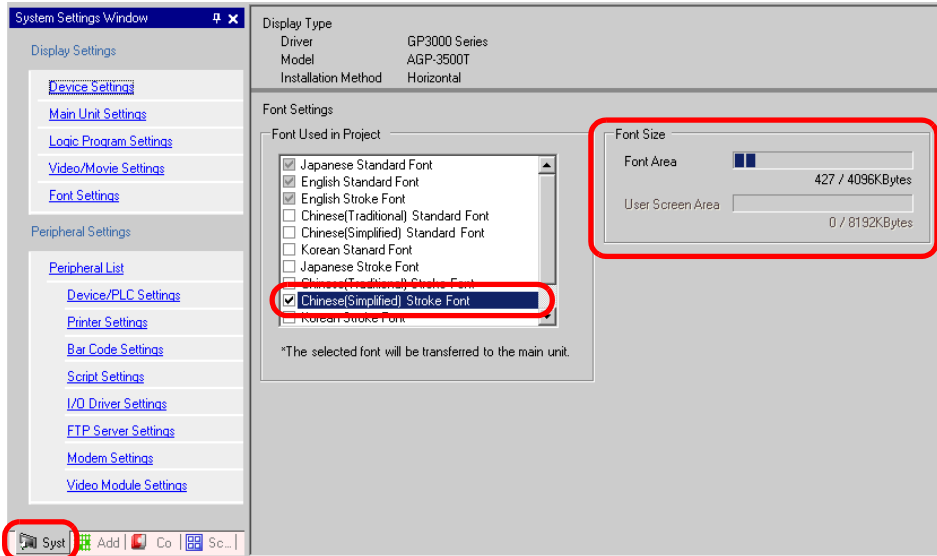 System Settings Window
Display Settings
Device Settings
Main Unit Settings
Logic Program Settings
Video/Movie Settings
Font Settings
Peripheral Settings
Peripheral List
Device/PLC Settings
Printer Settings
Bar Code Settings
Script Settings
I/O Driver Settings
FTP Server Settings
Modem Settings
Video Module Settings
Syst
Add
Co
Sc...
Display Type
Driver GP3000 Series
Model AGP-3500T
Installation Method Horizontal
Font Settings
Font Used in Project
Japanese Standard Font
English Standard Font
English Stroke Font
Chinese(Traditional) Standard Font
Chinese(Simplified) Standard Font
Korean Stanard Font
Japanese Stroke Font
Chinese(Traditional) Stroke Font
Chinese(Simplified) Stroke Font
Korean Stroke Font
*The selected font will be transferred to the main unit.
Font Size
Font Area
427 / 4096KBytes
User Screen Area
0 / 8192KBytes